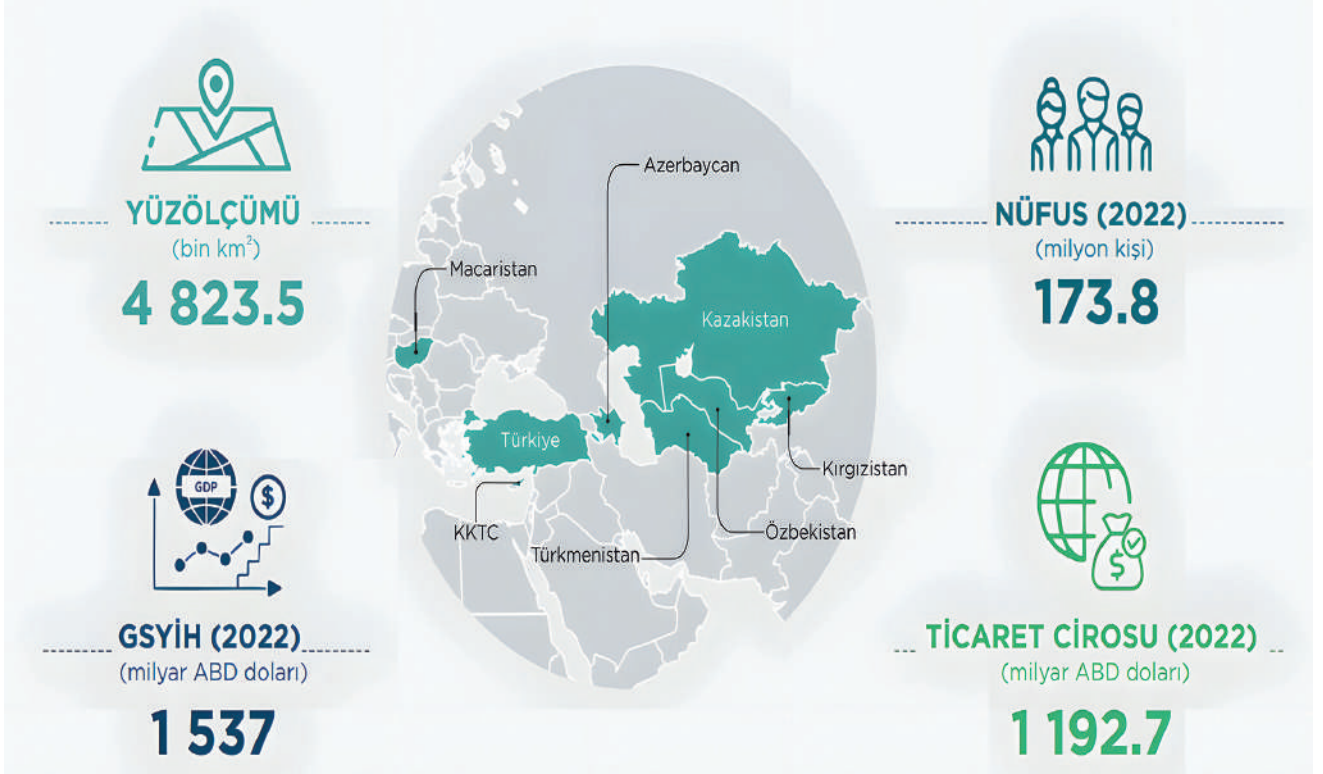 YÜZÖLÇÜMÜ
(bin km²)
4 823.5
GDP
$
GSYİH (2022)
(milyar ABD doları)
1 537
Azerbaycan
Macaristan
Kazakistan
Türkiye
Kırgızistan
KKTC
Özbekistan
Türkmenistan
NÜFUS (2022)
(milyon kişi)
173.8
$
TİCARET CİROSU (2022)
(milyar ABD doları)
1 192.7